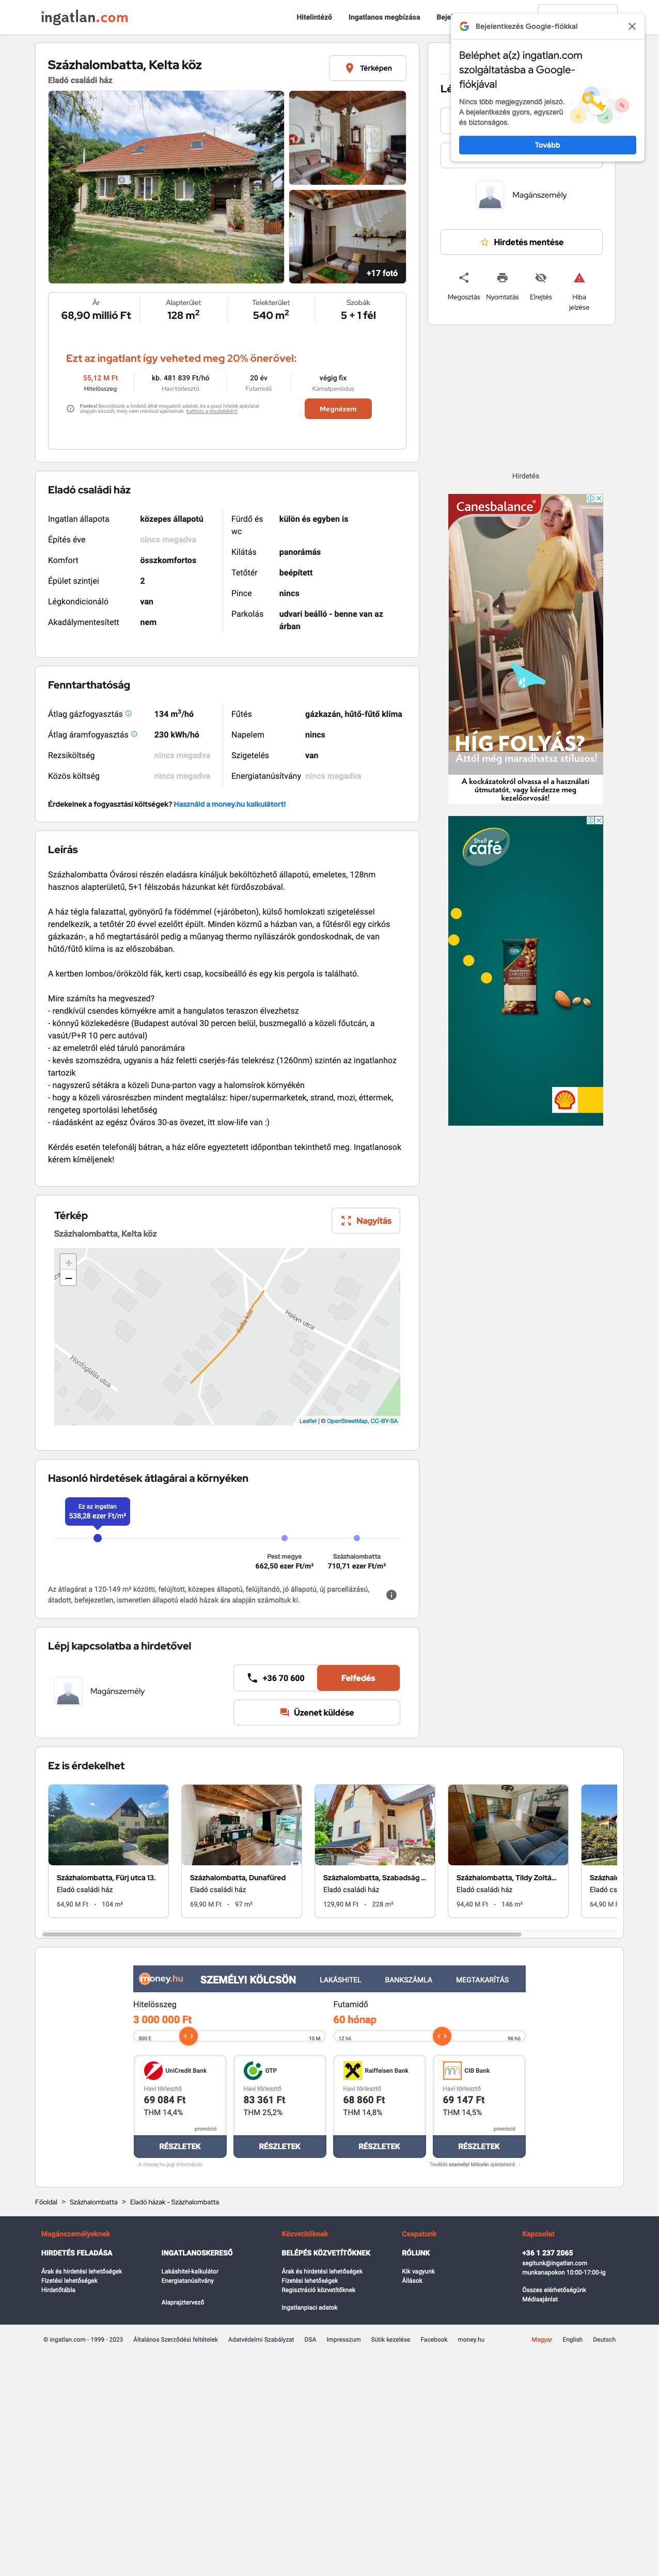 ingatlan.com
Hitelintéző
Ingatlanos megbízása
Bejel
Bejelentkezés Google-fiókkal
Beléphet a(z) ingatlan.com
szolgáltatásba a Google-
fiókjával
Nincs több megjegyzendő jelszó.
A bejelentkezés gyors, egyszerű
és biztonságos.
Tovább
Százhalombatta, Kelta köz
Eladó családi ház
Térképen
+17 fotó
Magánszemély
Hirdetés mentése
Megosztás
Nyomtatás
Elrejtés
Hiba
jelzése
Ár
68,90 millió Ft
Alapterület
128 m²
Telekterület
540 m²
Szobák
5 + 1 fél
Ezt az ingatlant így veheted meg 20% önerővel:
55,12 M Ft
Hitelösszeg
kb. 481 839 Ft/hó
Havi törlesztő
20 év
Futamidő
végig fix
Kamatperiódus
Fontos! Becslésünk a hirdető által megadott adatok, és a piaci hitelek ajánlatai
alapján készült, mely nem minősül ajánlatnak. Kattints a részletekért!
Megnézem
Eladó családi ház
Ingatlan állapota
közepes állapotú
Építés éve
nincs megadva
Komfort
összkomfortos
Épület szintjei
2
Légkondicionáló
van
Akadálymentesített
nem
Fürdő és
wc
külön és egyben is
Kilátás
panorámás
Tetőtér
beépített
Pince
nincs
Parkolás
udvari beálló - benne van az
árban
Hirdetés
Canesbalance®
HÍG FOLYÁS?
Attól még maradhatsz stílusos!
A kockázatokról olvassa el a használati
útmutatót, vagy kérdezze meg
kezelőorvosát!
Shell
café
Fenntarthatóság
Átlag gázfogyasztás
134 m³/hó
Átlag áramfogyasztás
230 kWh/hó
Rezsiköltség
nincs megadva
Közös költség
nincs megadva
Fűtés
gázkazán, hűtő-fűtő klíma
Napelem
nincs
Szigetelés
van
Energiatanúsítvány
nincs megadva
Érdekelnek a fogyasztási költségek? Használd a money.hu kalkulátort!
Leírás
Százhalombatta Óvárosi részén eladásra kínáljuk beköltözhető állapotú, emeletes, 128nm
hasznos alapterületű, 5+1 félszobás házunkat két fürdőszobával.
A ház tégla falazattal, gyönyörű fa födémmel (+járóbeton), külső homlokzati szigeteléssel
rendelkezik, a tetőtér 20 évvel ezelőtt épült. Minden közmű a házban van, a fűtésről egy cirkós
gázkazán-, a hő megtartásáról pedig a műanyag thermo nyílászárók gondoskodnak, de van
hűtő/fűtő klíma is az előszobában.
A kertben lombos/örökzöld fák, kerti csap, kocsibeálló és egy kis pergola is található.
Mire számíts ha megveszed?
- rendkívül csendes környékre amit a hangulatos teraszon élvezhetsz
- könnyű közlekedésre (Budapest autóval 30 percen belül, buszmegálló a közeli főutcán, a
vasút/P+R 10 perc autóval)
- az emeletről eléd táruló panorámára
- kevés szomszédra, ugyanis a ház feletti cserjés-fás telekrész (1260nm) szintén az ingatlanhoz
tartozik
- nagyszerű sétákra a közeli Duna-parton vagy a halomsírok környékén
- hogy a közeli városrészben mindent megtalálsz: hiper/supermarketek, strand, mozi, éttermek,
rengeteg sportolási lehetőség
- ráadásként az egész Óváros 30-as övezet, itt slow-life van :)
Kérdés esetén telefonálj bátran, a ház előre egyeztetett időpontban tekinthető meg. Ingatlanosok
kérem kíméljenek!
Térkép
Százhalombatta, Kelta köz
Nagyítás
+
−
Kelta köz
Halom utca
Hosfoglalás utca
Leaflet | © OpenStreetMap, CC-BY-SA
Hasonló hirdetések átlagárai a környéken
Ez az ingatlan
538,28 ezer Ft/m²
Pest megye
662,50 ezer Ft/m²
Százhalombatta
710,71 ezer Ft/m²
Az átlagárat a 120-149 m² közötti, felújított, közepes állapotú, felújítandó, jó állapotú, új parcellázású,
átadott, befejezetlen, ismeretlen állapotú eladó házak ára alapján számoltuk ki.
Lépj kapcsolatba a hirdetővel
Magánszemély
+36 70 600
Felfedés
Üzenet küldése
Ez is érdekelhet
Százhalombatta, Fürj utca 13.
Eladó családi ház
64,90 M Ft • 104 m²
Százhalombatta, Dunafüred
Eladó családi ház
69,90 M Ft • 97 m²
Százhalombatta, Szabadság ...
Eladó családi ház
129,90 M Ft • 228 m²
Százhalombatta, Tildy Zoltá...
Eladó családi ház
94,40 M Ft • 146 m²
Százhal
Eladó cs
64,90 M F
money.hu
SZEMÉLYI KÖLCSÖN
LAKÁSHITEL
BANKSZÁMLA
MEGTAKARÍTÁS
Hitelösszeg
3 000 000 Ft
500 E
10 M
Futamidő
60 hónap
12 hó
96 hó
UniCredit Bank
Havi törlesztő
69 084 Ft
THM 14,4%
promóció
RÉSZLETEK
OTP
Havi törlesztő
83 361 Ft
THM 25,2%
RÉSZLETEK
Raiffeisen Bank
Havi törlesztő
68 860 Ft
THM 14,8%
RÉSZLETEK
CIB Bank
Havi törlesztő
69 147 Ft
THM 14,5%
promóció
RÉSZLETEK
A money.hu jogi információi
További személyi kölcsön ajánlataink
Főoldal > Százhalombatta > Eladó házak - Százhalombatta
Magánszemélyeknek
HIRDETÉS FELADÁSA
Árak és hirdetési lehetőségek
Fizetési lehetőségek
Hirdetőtábla
INGATLANOSKERESŐ
Lakáshitel-kalkulátor
Energiatanúsítvány
Alaprajztervező
Közvetítőknek
BELÉPÉS KÖZVETÍTŐKNEK
Árak és hirdetési lehetőségek
Fizetési lehetőségek
Regisztráció közvetítőknek
Ingatlanpiaci adatok
Csapatunk
RÓLUNK
Kik vagyunk
Állások
Kapcsolat
+36 1 237 2065
segitunk@ingatlan.com
munkanapokon 10:00-17:00-ig
Összes elérhetőségünk
Médiaajánlat
© ingatlan.com - 1999 - 2023
Általános Szerződési feltételek
Adatvédelmi Szabályzat
DSA
Impresszum
Sütik kezelése
Facebook
money.hu
Magyar
English
Deutsch